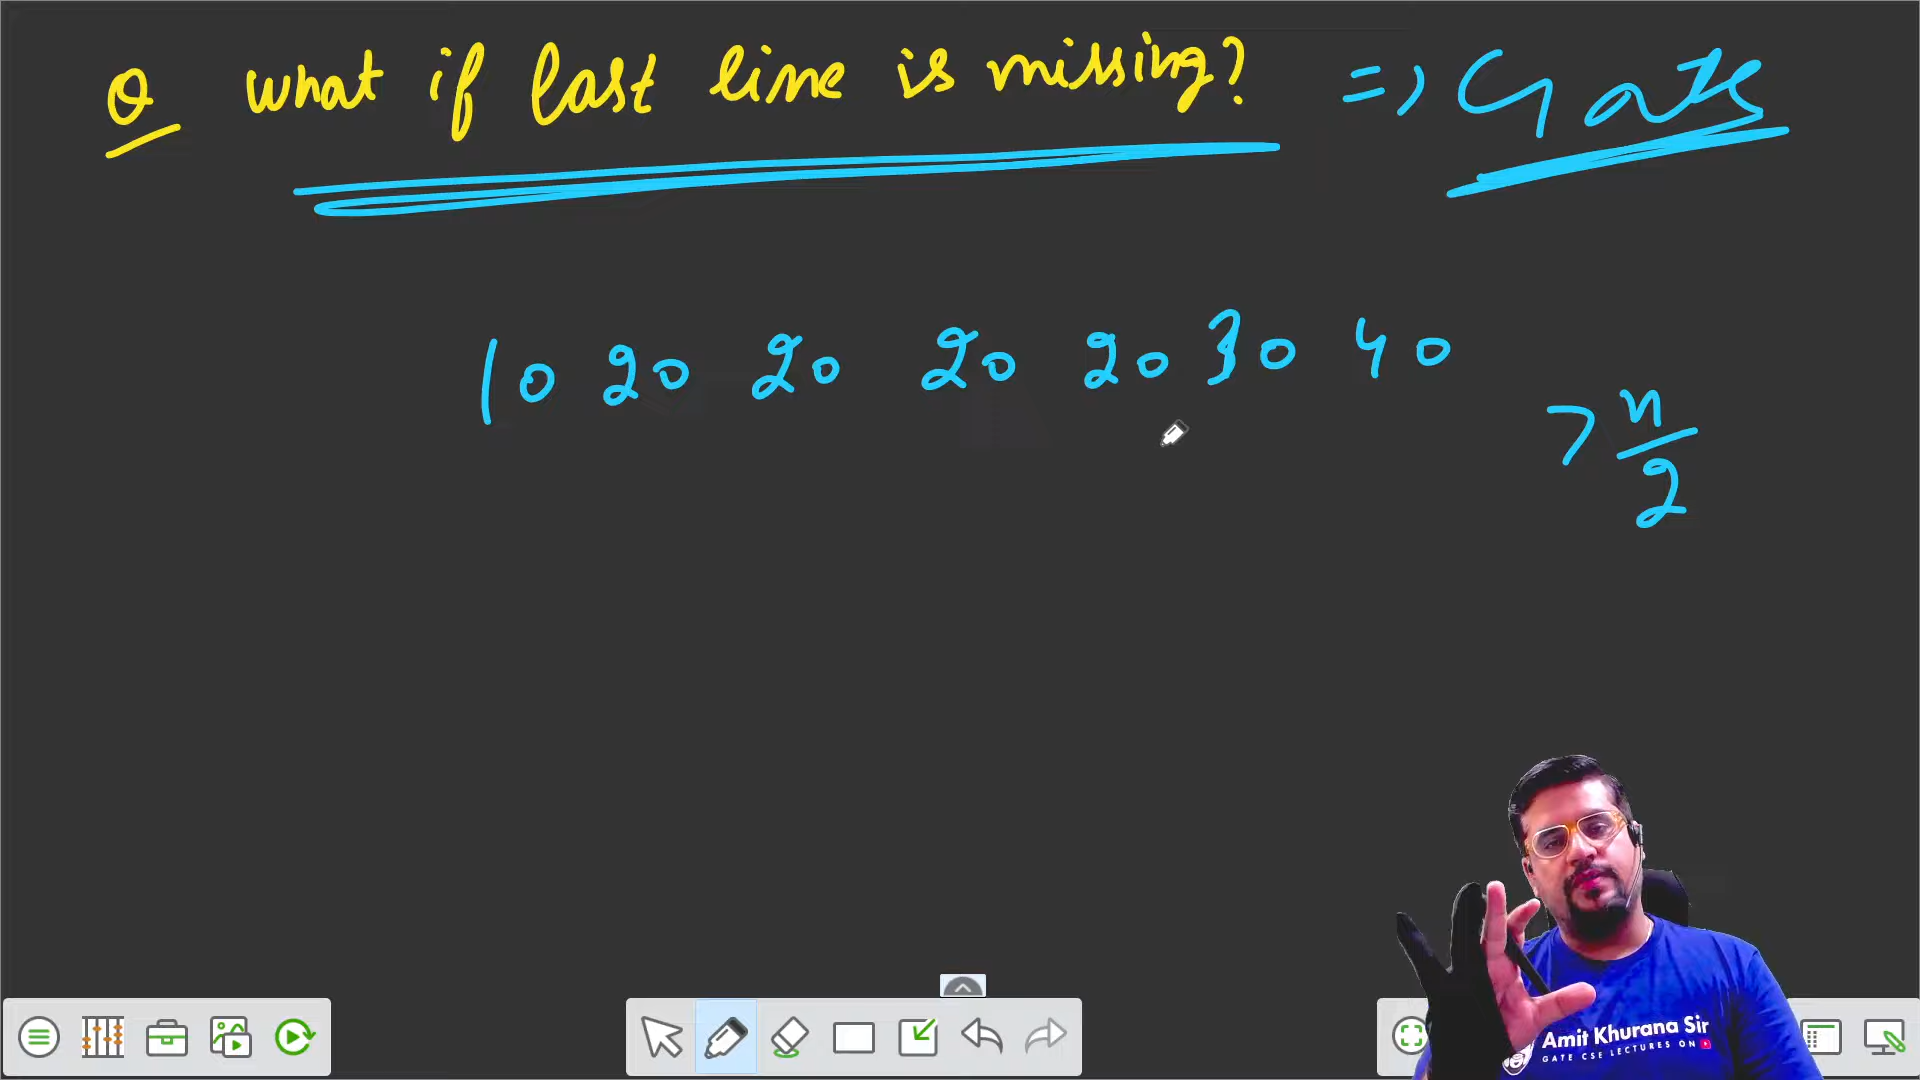 Q what if last line is missing? => Gate
10 20 20 20 20 30 40
> n/2
Amit Khurana Sir
GATE CSE LECTURES ON